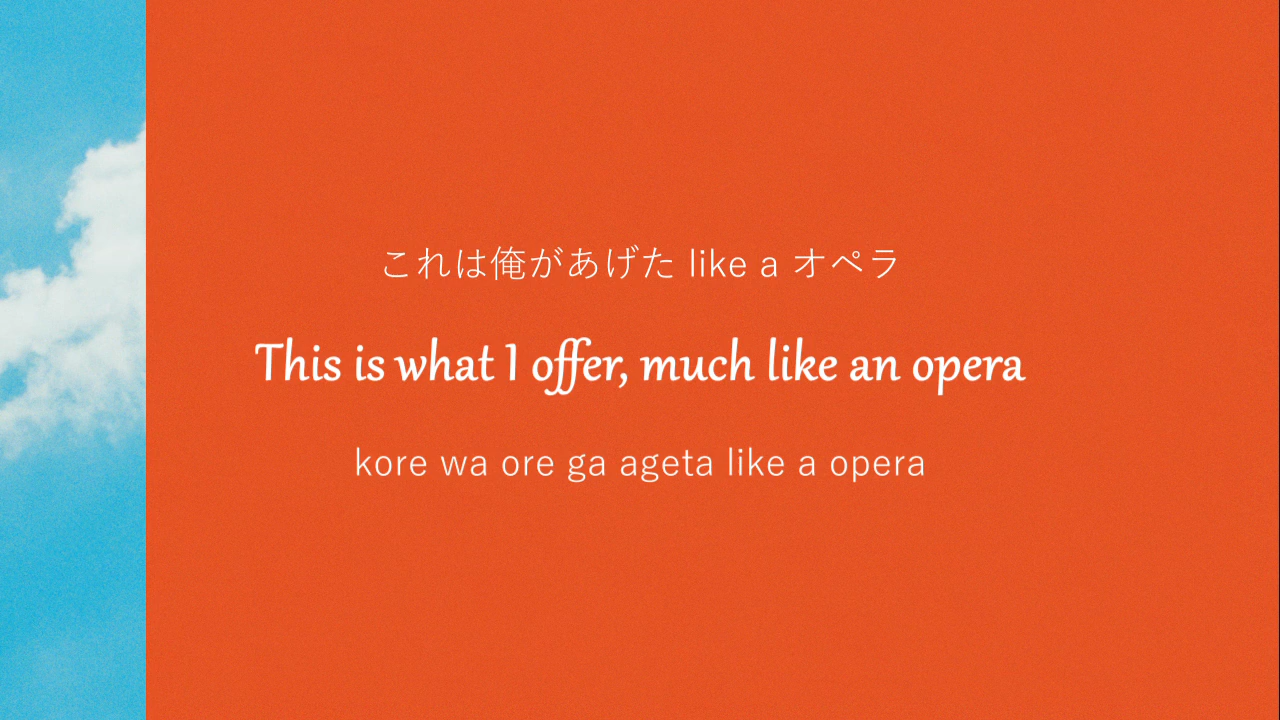 これは俺があげた like a オペラ
This is what I offer, much like an opera
kore wa ore ga ageta like a opera